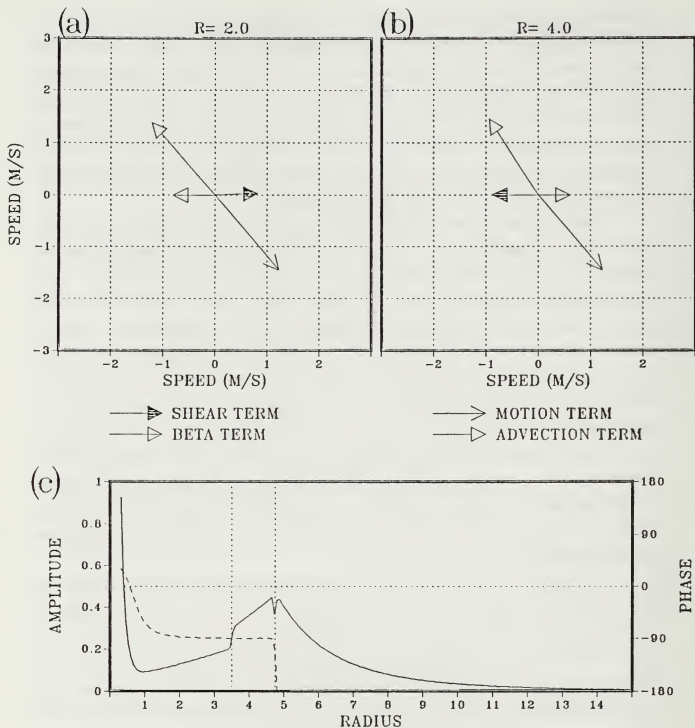 (a) R= 2.0
(b) R= 4.0
SPEED (M/S)
3
2
1
0
-1
-2
-3
-2 -1 0 1 2
-2 -1 0 1 2
SPEED (M/S) SPEED (M/S)
SHEAR TERM MOTION TERM
BETA TERM ADVECTION TERM
(c)
AMPLITUDE
1
0.8
0.6
0.4
0.2
0
180
90
0
-90
-180
PHASE
1 2 3 4 5 6 7 8 9 10 11 12 13 14
RADIUS